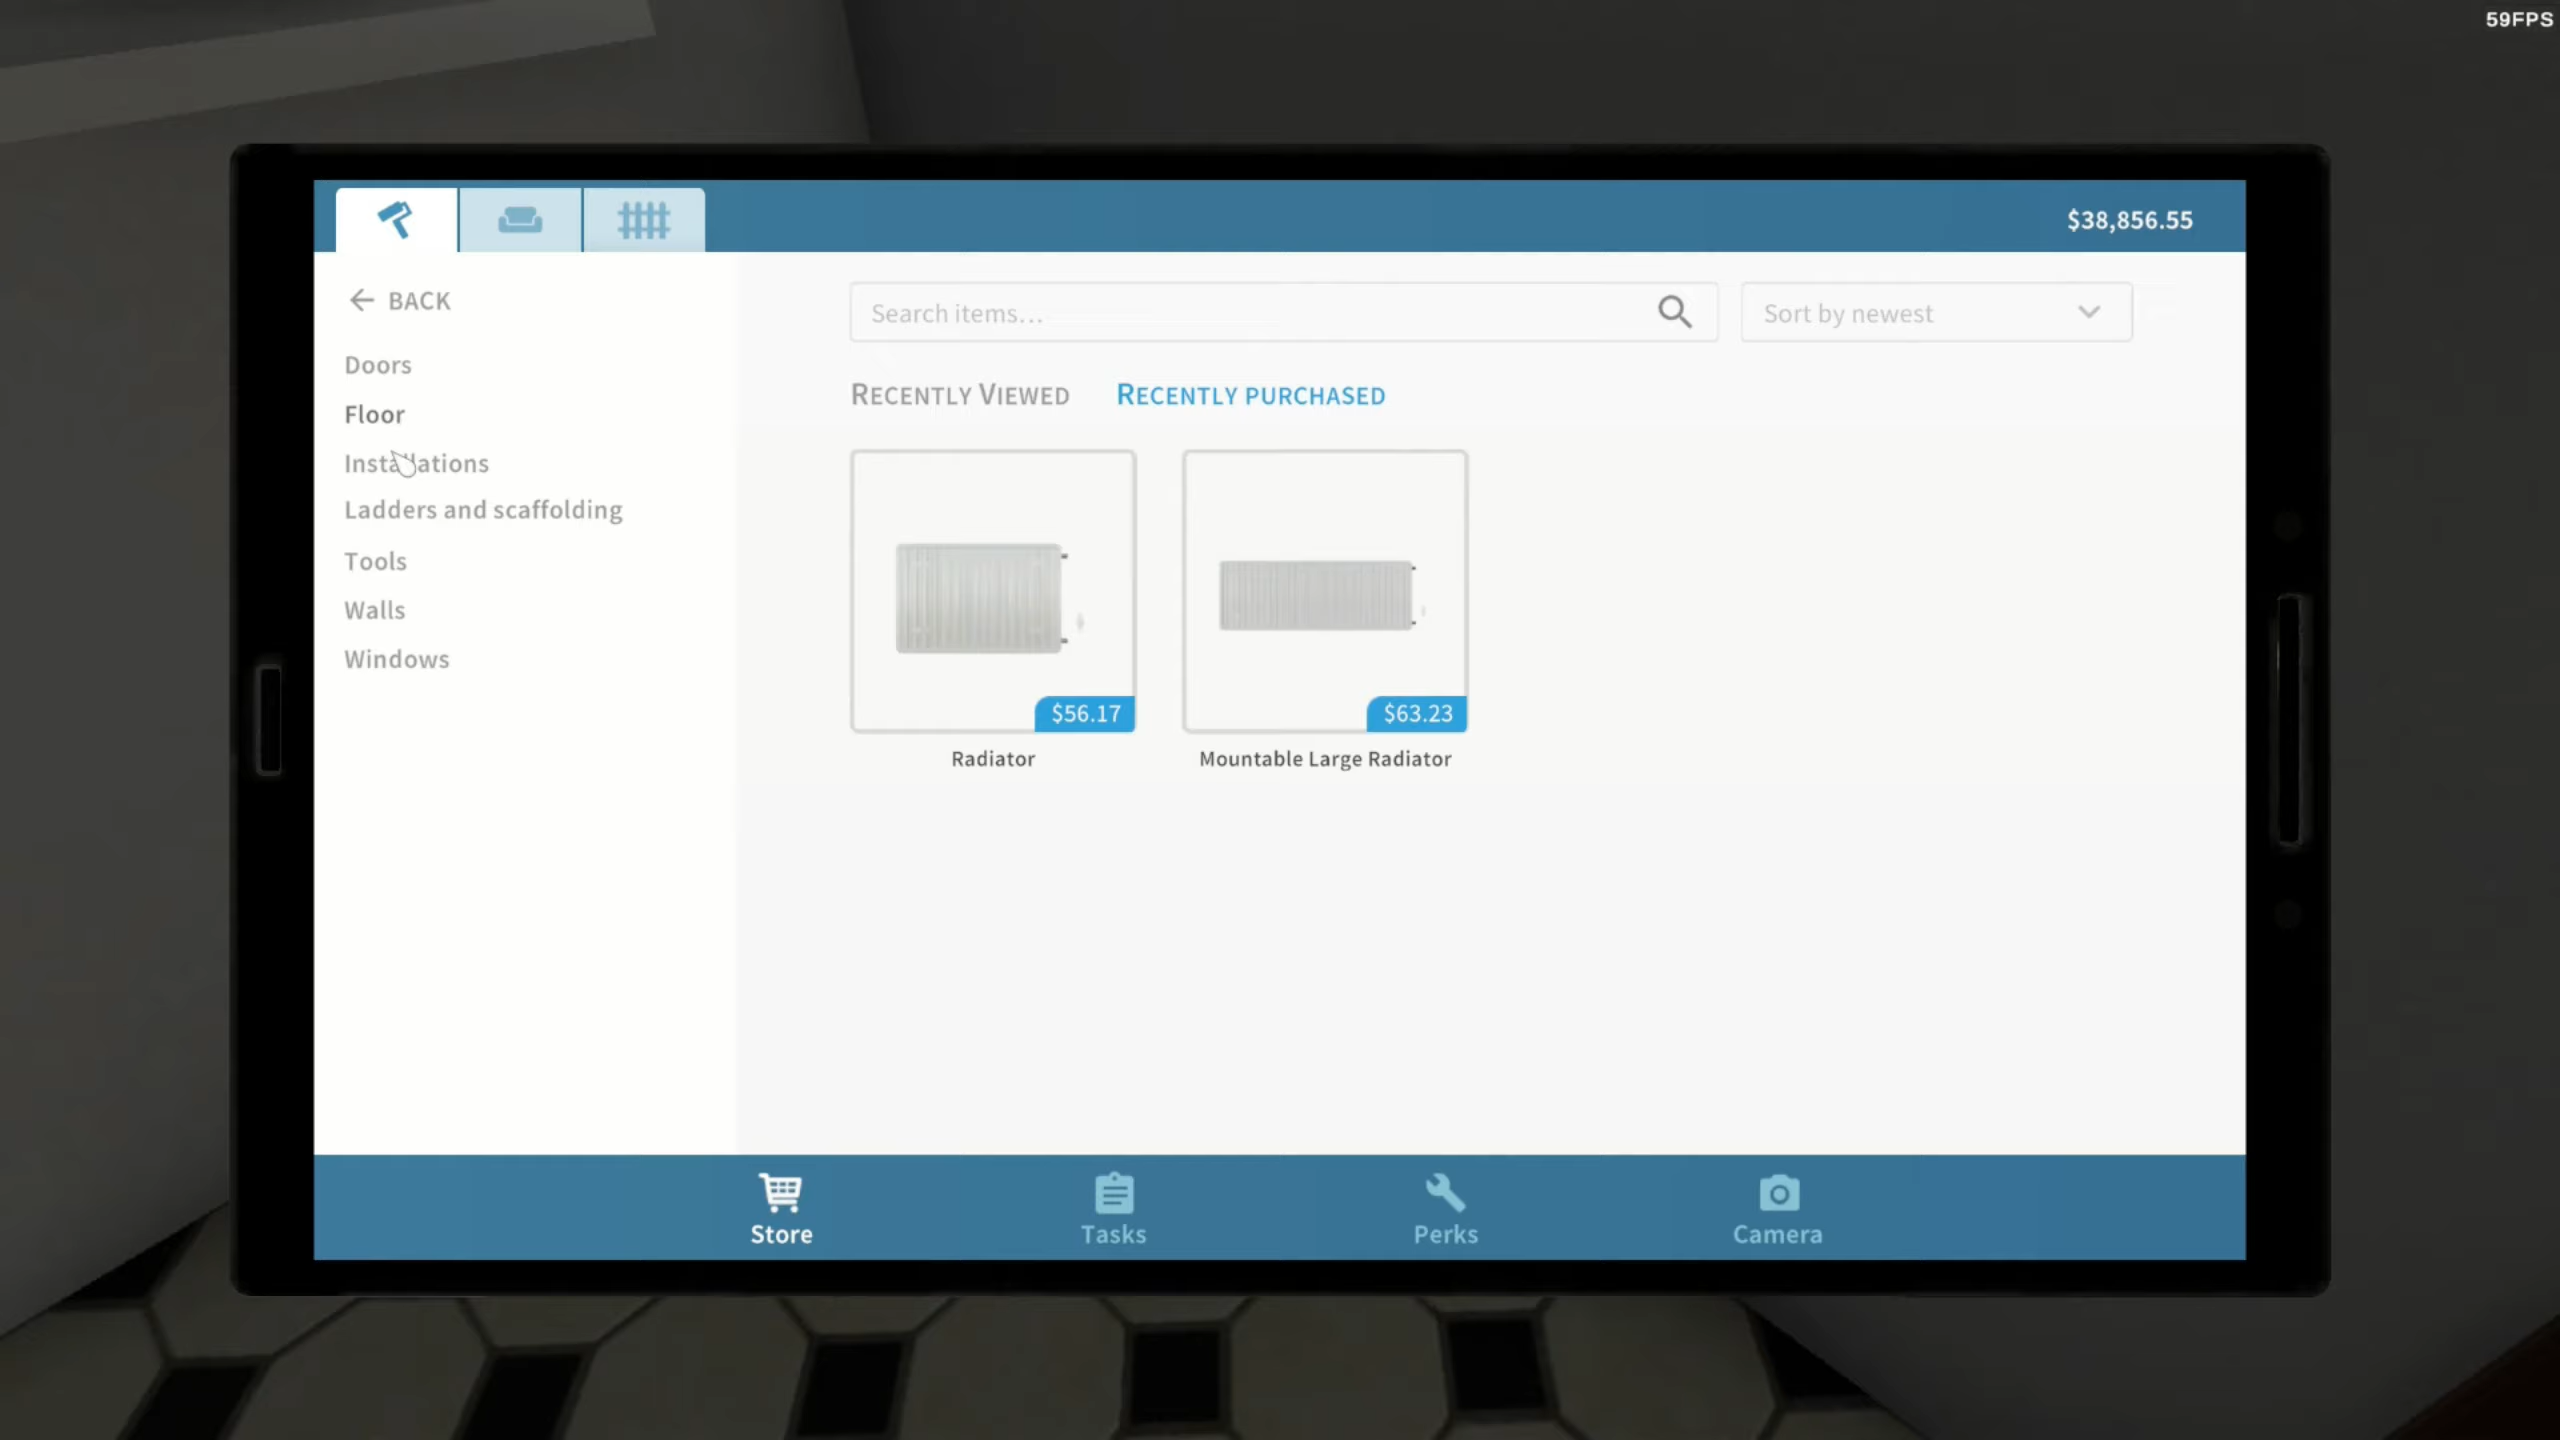 59FPS
$38,856.55
BACK
Doors
Floor
Installations
Ladders and scaffolding
Tools
Walls
Windows
Search items...
Sort by newest
RECENTLY VIEWED
RECENTLY PURCHASED
$56.17
$63.23
Radiator
Mountable Large Radiator
Store
Tasks
Perks
Camera